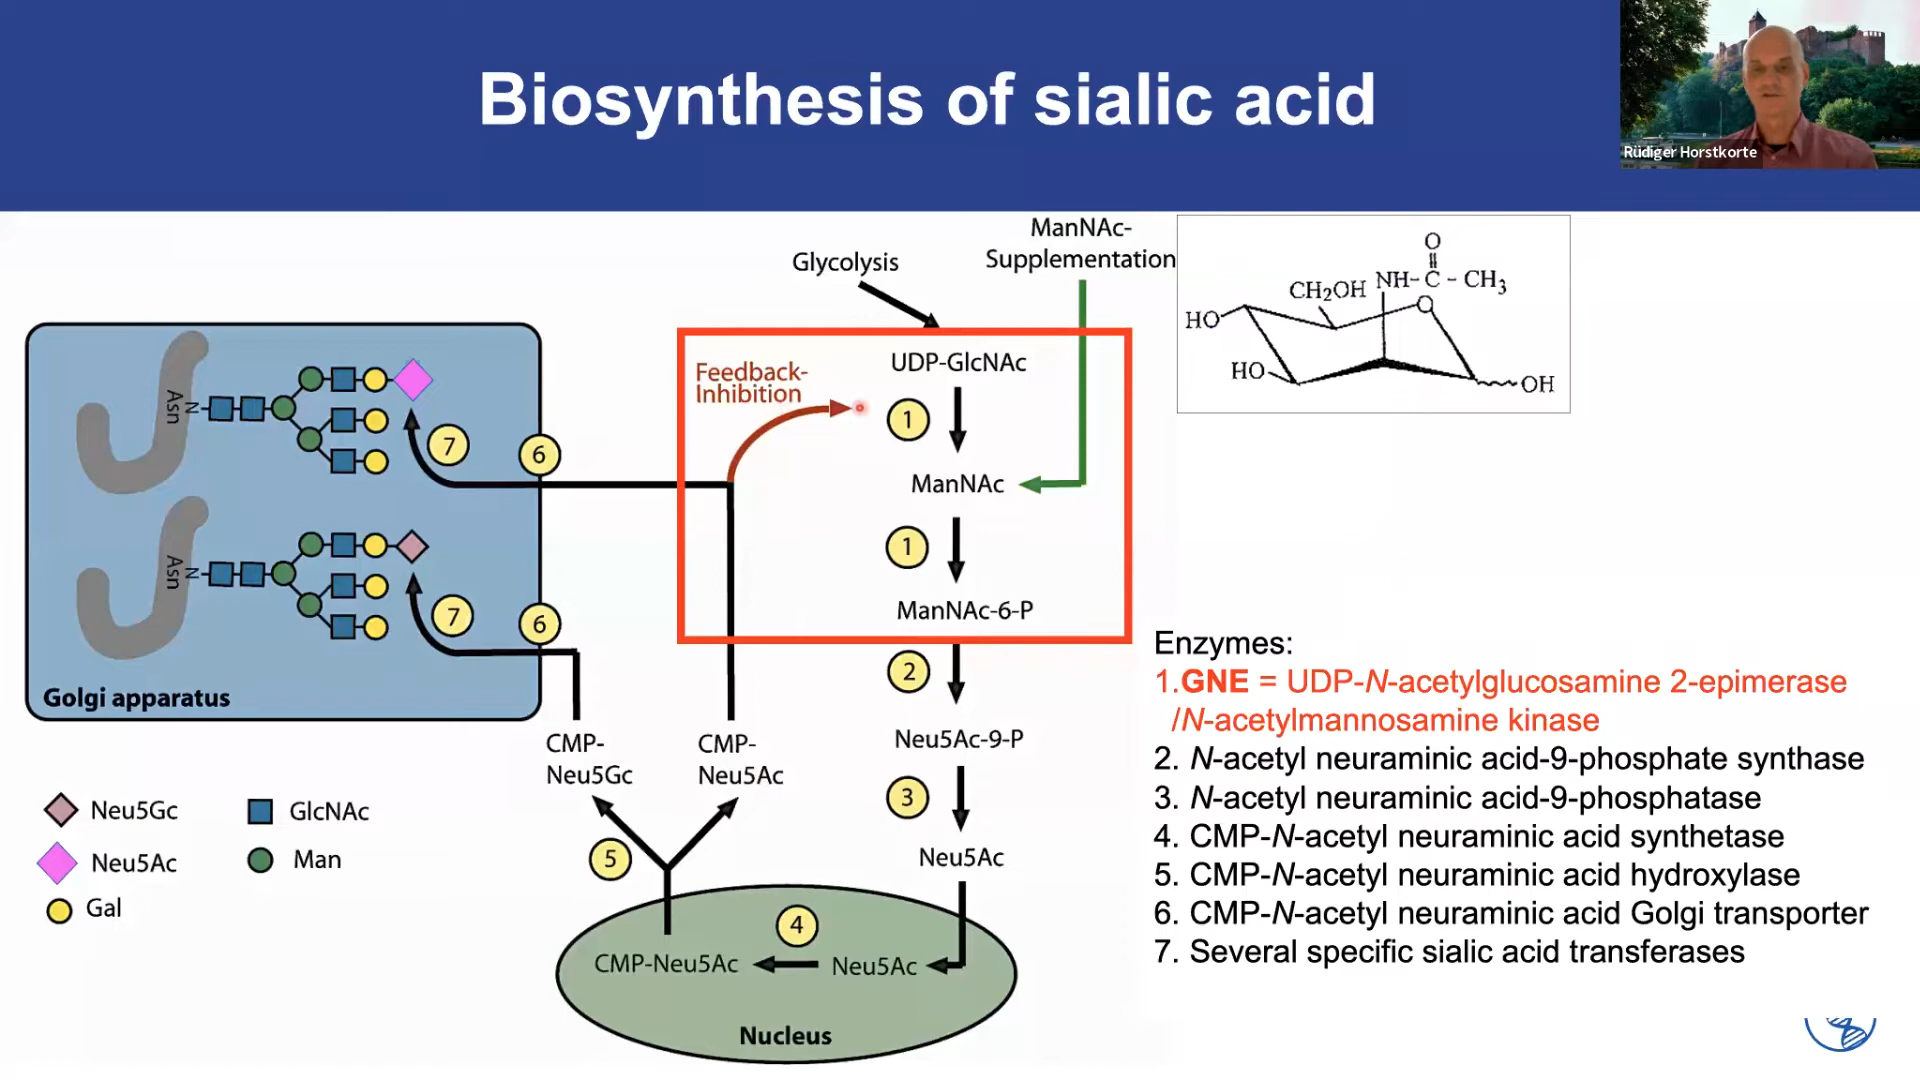 Biosynthesis of sialic acid
Rüdiger Horstkorte
ManNAc-
Supplementation
Glycolysis
O
NH-C-CH3
CH2OH
O
HO
HO
OH
UDP-GlcNAc
Feedback-
Inhibition
1
ManNAc
1
ManNAc-6-P
2
Neu5Ac-9-P
3
Neu5Ac
Asn
N
7
6
Asn
N
7
6
Golgi apparatus
CMP-
Neu5Gc
CMP-
Neu5Ac
5
4
CMP-Neu5Ac
Neu5Ac
Nucleus
Neu5Gc
GlcNAc
Neu5Ac
Man
Gal
Enzymes:
1.GNE = UDP-N-acetylglucosamine 2-epimerase
/N-acetylmannosamine kinase
2. N-acetyl neuraminic acid-9-phosphate synthase
3. N-acetyl neuraminic acid-9-phosphatase
4. CMP-N-acetyl neuraminic acid synthetase
5. CMP-N-acetyl neuraminic acid hydroxylase
6. CMP-N-acetyl neuraminic acid Golgi transporter
7. Several specific sialic acid transferases